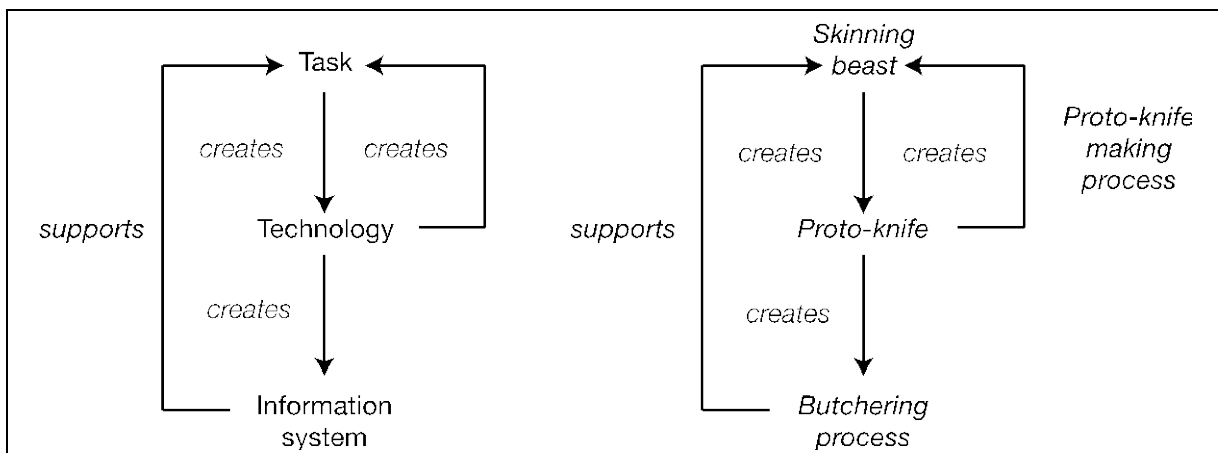 Task
creates
creates
supports
Technology
creates
Information
system
Skinning
beast
creates
creates
Proto-knife
making
process
supports
Proto-knife
creates
Butchering
process